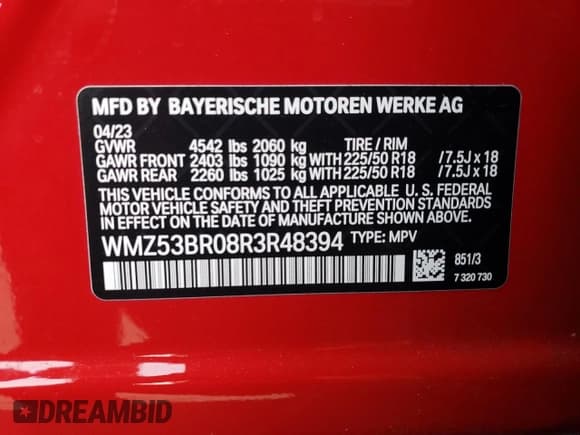 MFD BY BAYERISCHE MOTOREN WERKE AG
04/23
GVWR 4542 lbs 2060 kg TIRE / RIM
GAWR FRONT 2403 lbs 1090 kg WITH 225/50 R18 / 7.5J x 18
GAWR REAR 2260 lbs 1025 kg WITH 225/50 R18 / 7.5J x 18
THIS VEHICLE CONFORMS TO ALL APPLICABLE U. S. FEDERAL
MOTOR VEHICLE SAFETY AND THEFT PREVENTION STANDARDS
IN EFFECT ON THE DATE OF MANUFACTURE SHOWN ABOVE.
WMZ53BR08R3R48394 TYPE: MPV
851/3
7 320 730
DREAMBID